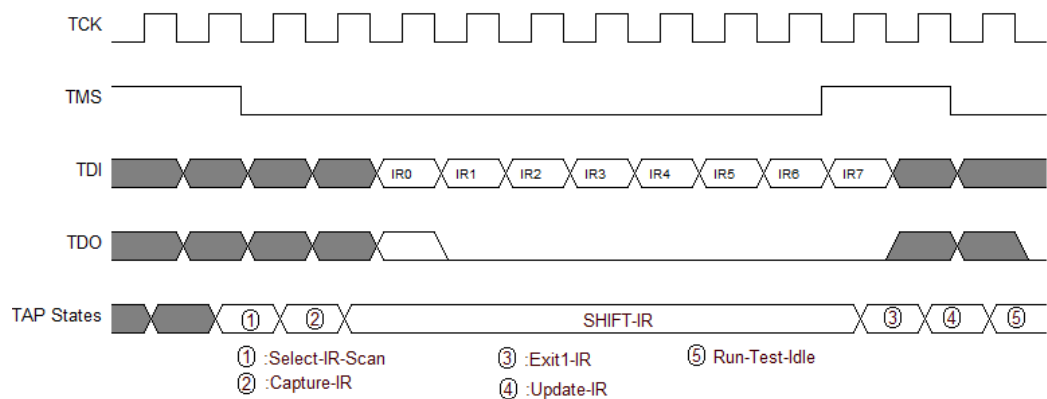 TCK
TMS
TDI IR0 IR1 IR2 IR3 IR4 IR5 IR6 IR7
TDO
TAP States ① ② SHIFT-IR ③ ④ ⑤
① :Select-IR-Scan ③ :Exit1-IR ⑤ Run-Test-Idle
② :Capture-IR ④ :Update-IR